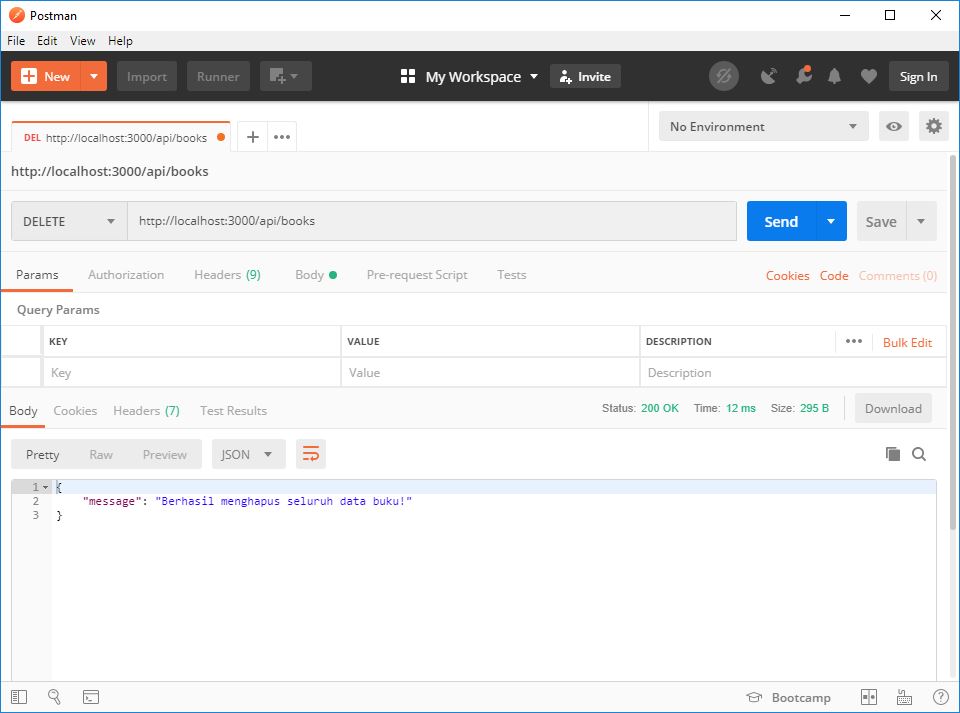 Postman
File Edit View Help
New Import Runner My Workspace Invite Sign In
DEL http://localhost:3000/api/books No Environment
http://localhost:3000/api/books
DELETE http://localhost:3000/api/books Send Save
Params Authorization Headers (9) Body Pre-request Script Tests Cookies Code Comments (0)
Query Params
KEY VALUE DESCRIPTION Bulk Edit
Key Value Description
Body Cookies Headers (7) Test Results Status: 200 OK Time: 12 ms Size: 295 B Download
Pretty Raw Preview JSON
1 {
2 "message": "Berhasil menghapus seluruh data buku!"
3 }
Bootcamp